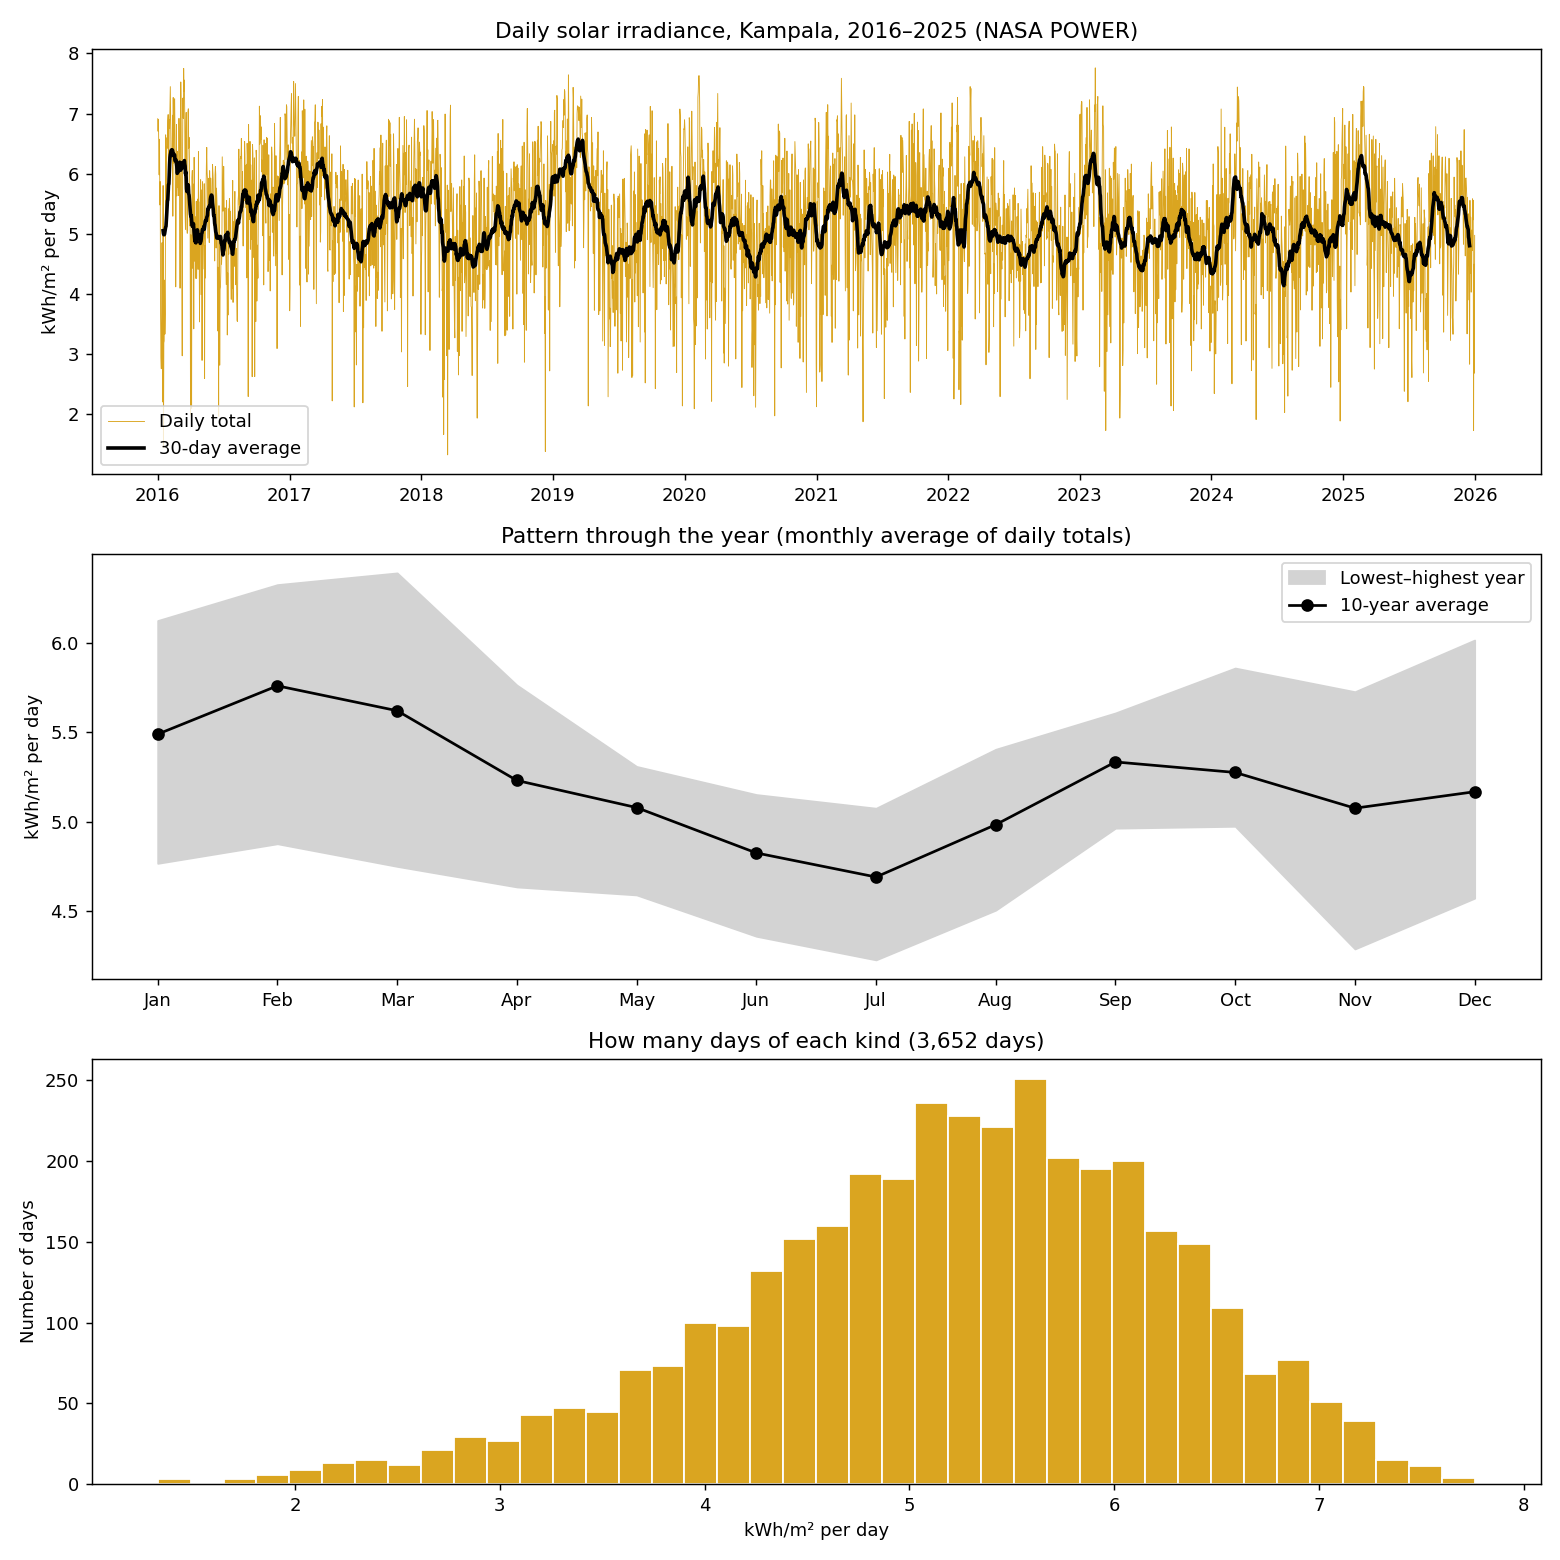 Daily solar irradiance, Kampala, 2016–2025 (NASA POWER)
kWh/m² per day
8
7
6
5
4
3
2
Daily total
30-day average
2016 2017 2018 2019 2020 2021 2022 2023 2024 2025 2026
Pattern through the year (monthly average of daily totals)
kWh/m² per day
6.0
5.5
5.0
4.5
Lowest–highest year
10-year average
Jan Feb Mar Apr May Jun Jul Aug Sep Oct Nov Dec
How many days of each kind (3,652 days)
Number of days
250
200
150
100
50
0
2 3 4 5 6 7 8
kWh/m² per day